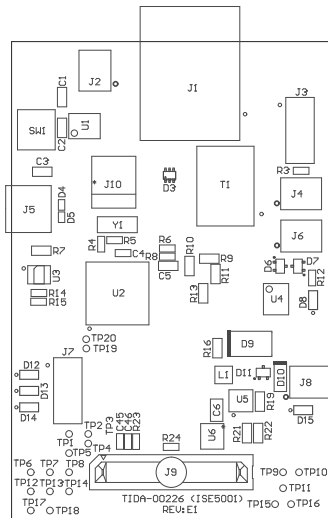 J2
J1
C1
J3
SW1
C2
U1
C3
R3
D3
T1
J4
J10
J5
D4
D5
Y1
J6
R4
R5
C4
R6
R8
C5
R10
R9
R11
R13
D6
D7
R12
R7
U3
R14
R15
U2
U4
D8
TP20
TP19
J7
R16
D9
D12
D13
D14
L1
D11
D10
J8
C6
U5
R19
D15
TP1
TP2
TP3
TP4
TP5
C46
C45
R23
R24
U6
R21
R22
TP6
TP7
TP8
J9
TP9
TP10
TP12
TP13
TP14
TP11
TP17
TP18
TIDA-00226 (ISE5001)
REV:E1
TP15
TP16